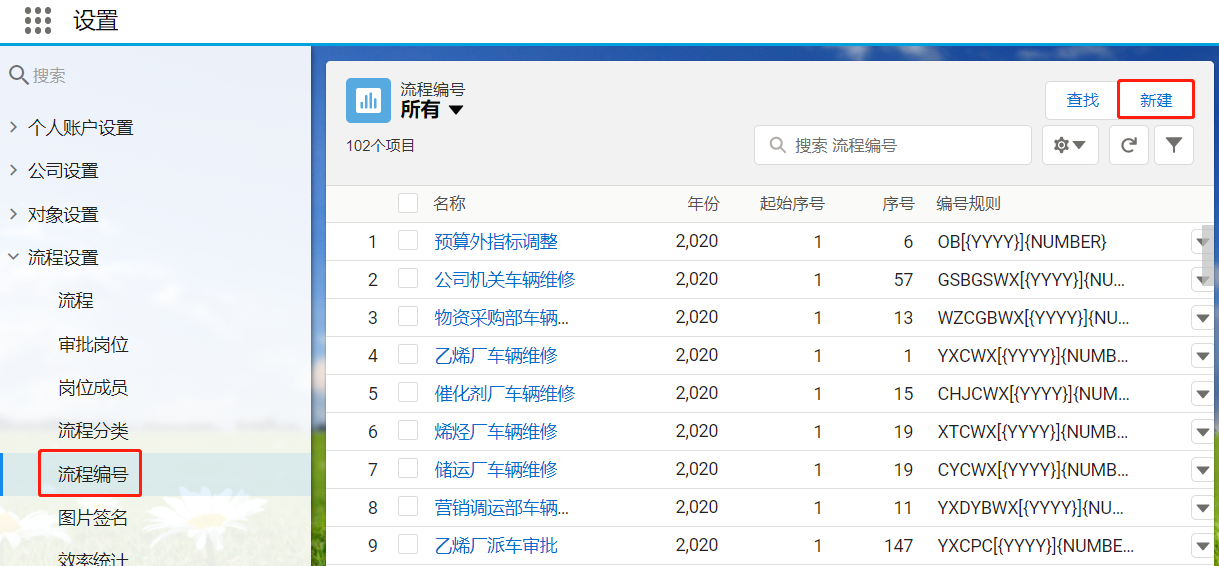 设置
搜索
个人账户设置
公司设置
对象设置
流程设置
流程
审批岗位
岗位成员
流程分类
流程编号
图片签名
效率统计
流程编号
所有
102个项目
查找
新建
搜索 流程编号
名称 年份 起始序号 序号 编号规则
1 预算外指标调整 2,020 1 6 OB[{YYYY}]{NUMBER}
2 公司机关车辆维修 2,020 1 57 GSBGSWX[{YYYY}]{NU...
3 物资采购部车辆... 2,020 1 13 WZCGBWX[{YYYY}]{NU...
4 乙烯厂车辆维修 2,020 1 1 YXCWX[{YYYY}]{NUMB...
5 催化剂厂车辆维修 2,020 1 15 CHJCWX[{YYYY}]{NUM...
6 烯烃厂车辆维修 2,020 1 19 XTCWX[{YYYY}]{NUMB...
7 储运厂车辆维修 2,020 1 19 CYCWX[{YYYY}]{NUMB...
8 营销调运部车辆... 2,020 1 11 YXDYBWX[{YYYY}]{NU...
9 乙烯厂派车审批 2,020 1 147 YXCPC[{YYYY}]{NUMBE...